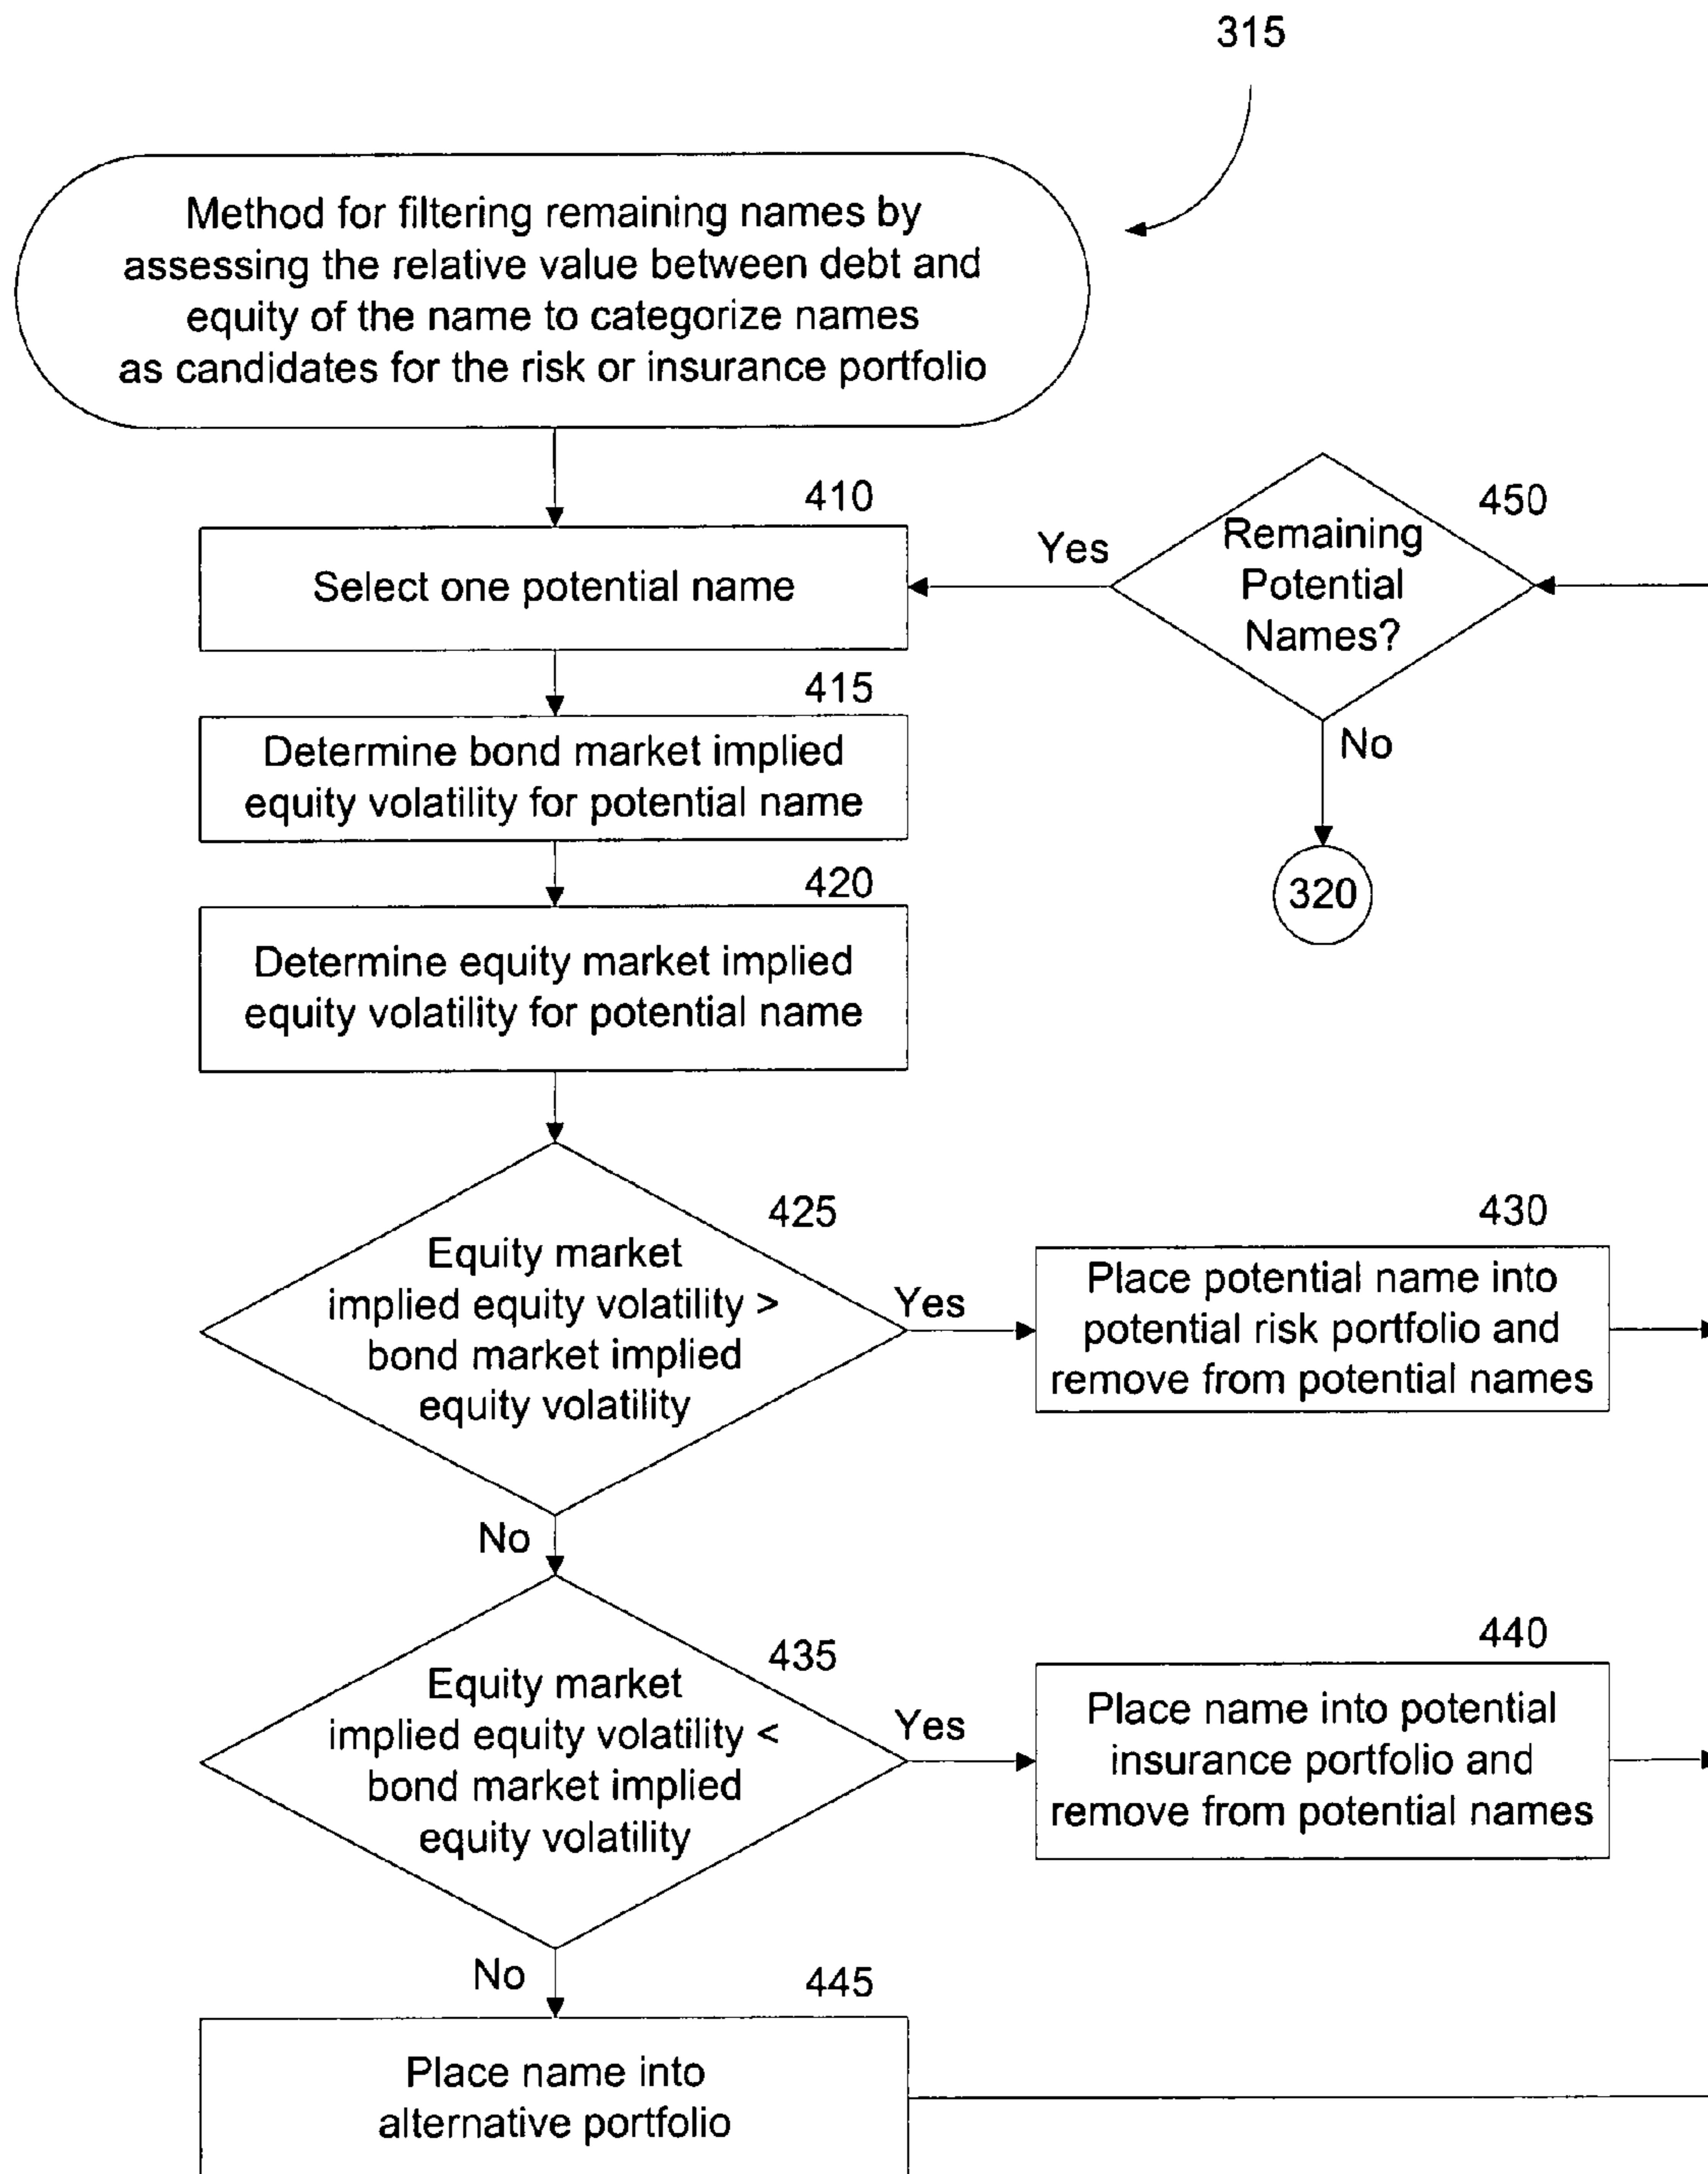 315
Method for filtering remaining names by
assessing the relative value between debt and
equity of the name to categorize names
as candidates for the risk or insurance portfolio
410
Select one potential name
Yes
Remaining
Potential
Names?
450
No
320
415
Determine bond market implied
equity volatility for potential name
420
Determine equity market implied
equity volatility for potential name
425
Equity market
implied equity volatility >
bond market implied
equity volatility
Yes
430
Place potential name into
potential risk portfolio and
remove from potential names
No
435
Equity market
implied equity volatility <
bond market implied
equity volatility
Yes
440
Place name into potential
insurance portfolio and
remove from potential names
No
445
Place name into
alternative portfolio